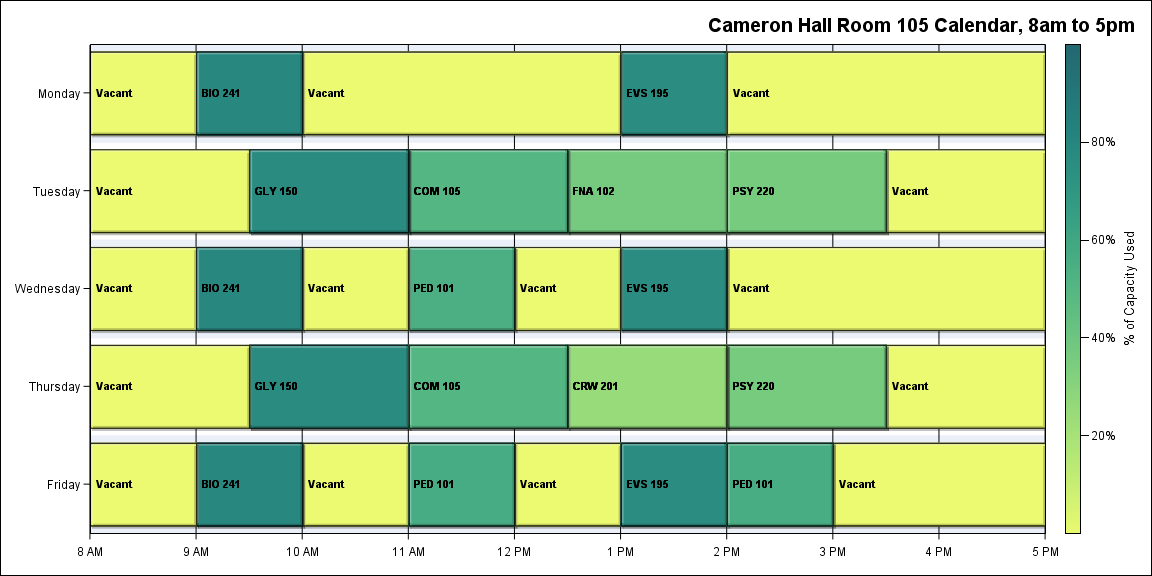 Cameron Hall Room 105 Calendar, 8am to 5pm
Monday
Vacant
BIO 241
Vacant
EVS 195
Vacant
Tuesday
Vacant
GLY 150
COM 105
FNA 102
PSY 220
Vacant
Wednesday
Vacant
BIO 241
Vacant
PED 101
Vacant
EVS 195
Vacant
Thursday
Vacant
GLY 150
COM 105
CRW 201
PSY 220
Vacant
Friday
Vacant
BIO 241
Vacant
PED 101
Vacant
EVS 195
PED 101
Vacant
8 AM
9 AM
10 AM
11 AM
12 PM
1 PM
2 PM
3 PM
4 PM
5 PM
80%
60%
40%
20%
% of Capacity Used